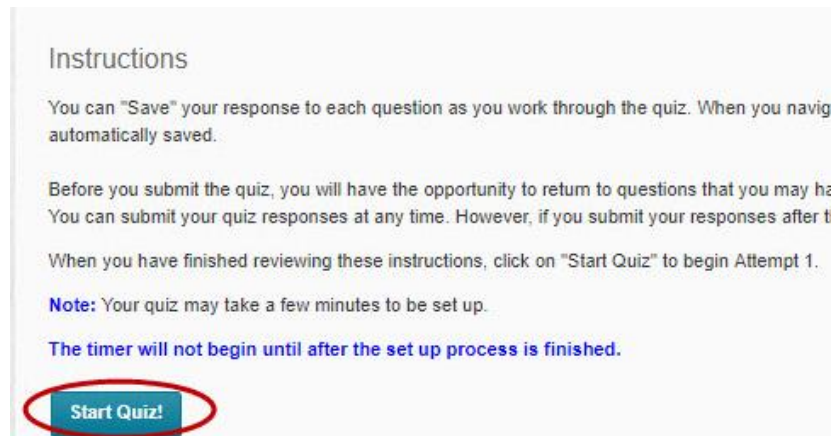 Instructions
You can "Save" your response to each question as you work through the quiz. When you navig
automatically saved.
Before you submit the quiz, you will have the opportunity to return to questions that you may ha
You can submit your quiz responses at any time. However, if you submit your responses after t
When you have finished reviewing these instructions, click on "Start Quiz" to begin Attempt 1.
Note: Your quiz may take a few minutes to be set up.
The timer will not begin until after the set up process is finished.
Start Quiz!